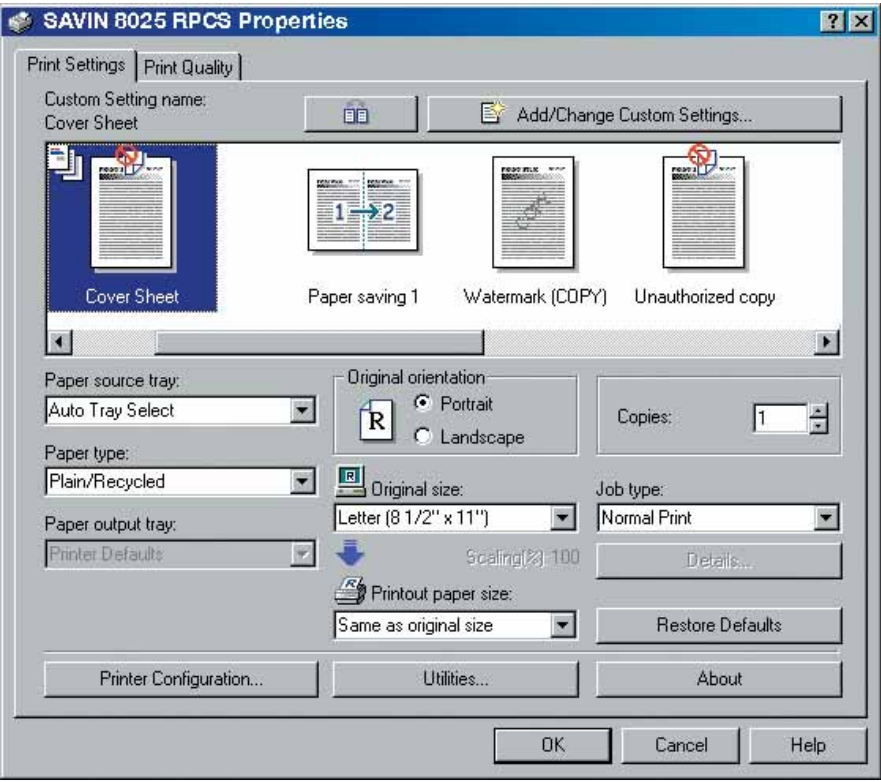 SAVIN 8025 RPCS Properties
Print Settings
Print Quality
Custom Setting name:
Cover Sheet
Add/Change Custom Settings...
1 2
COPY
Cover Sheet
Paper saving 1
Watermark (COPY)
Unauthorized copy
Paper source tray:
Auto Tray Select
Paper type:
Plain/Recycled
Paper output tray:
Printer Defaults
Original orientation
R
Portrait
Landscape
Copies:
1
R
Original size:
Letter (8 1/2" x 11")
Scaling(%): 100
R
Printout paper size:
Same as original size
Job type:
Normal Print
Details...
Restore Defaults
Printer Configuration...
Utilities...
About
OK
Cancel
Help